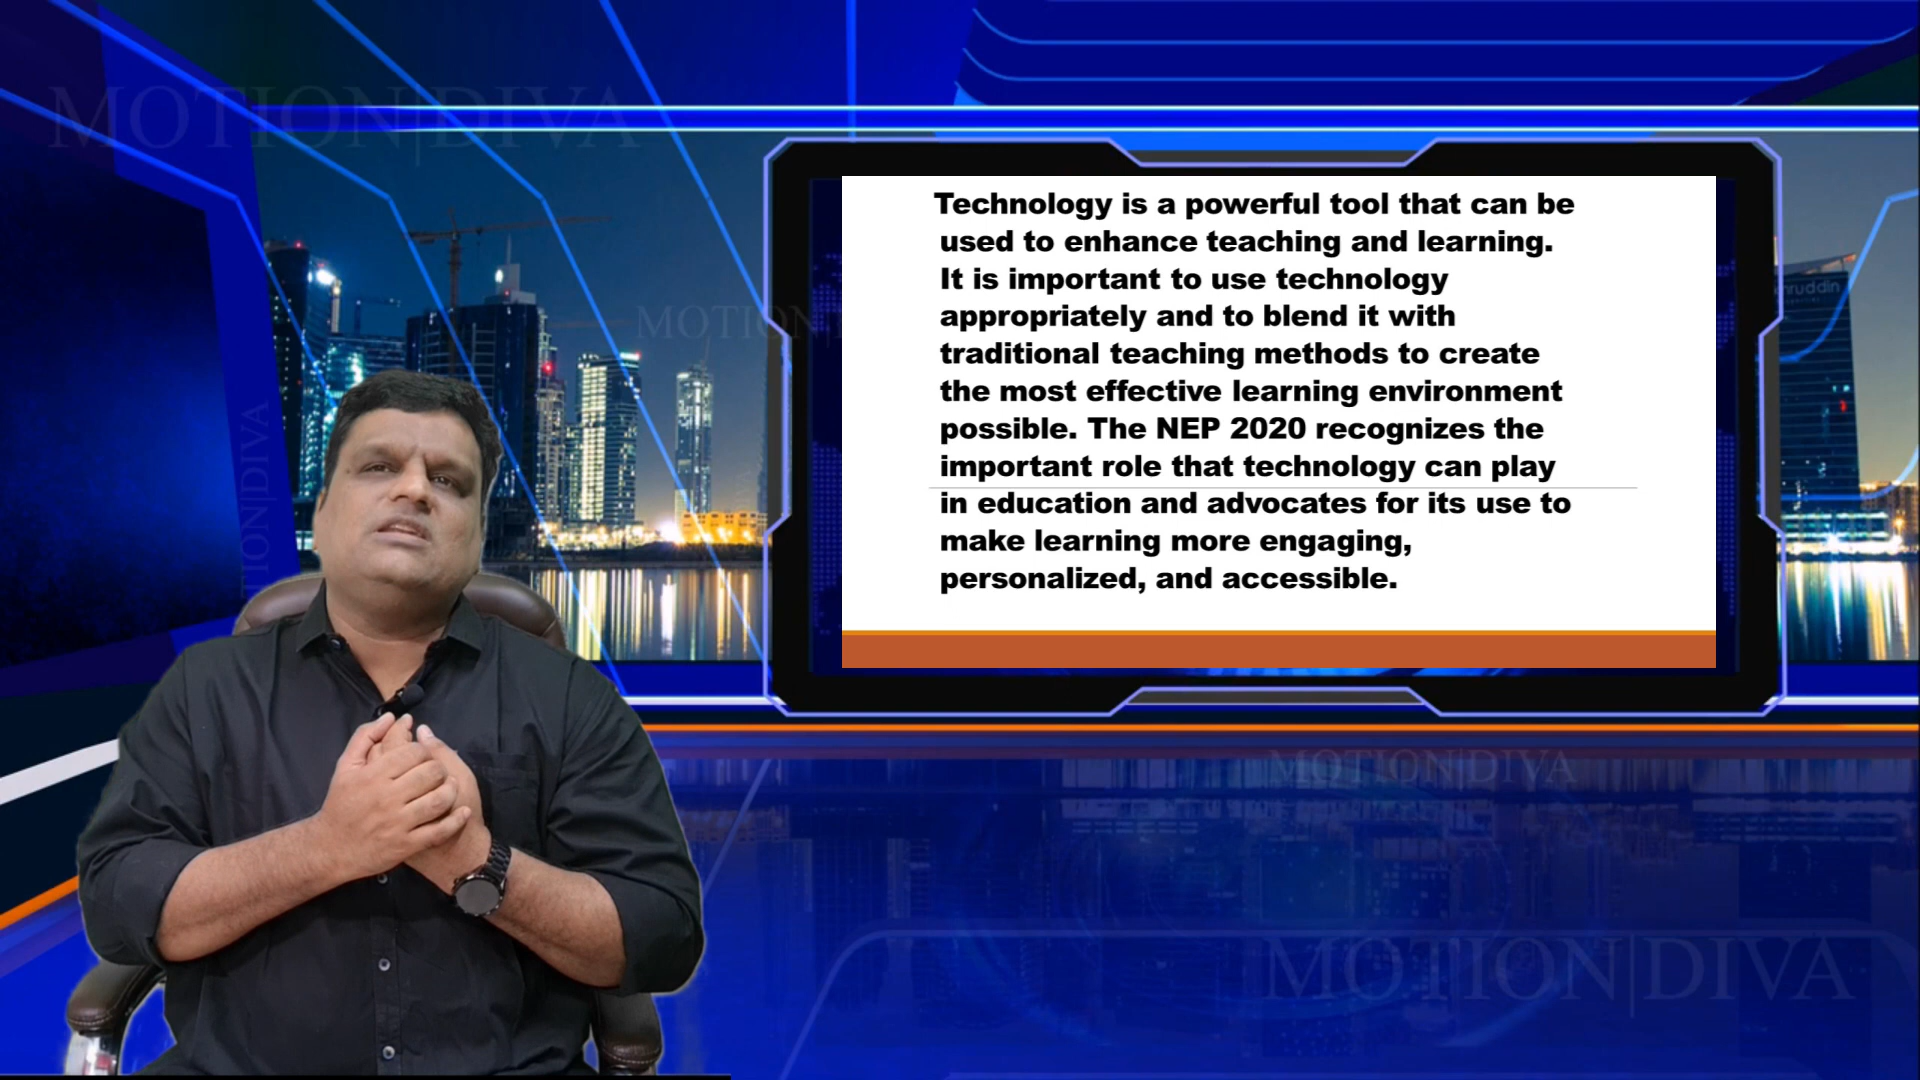 MOTION|DIVA
Technology is a powerful tool that can be
used to enhance teaching and learning.
It is important to use technology
appropriately and to blend it with
traditional teaching methods to create
the most effective learning environment
possible. The NEP 2020 recognizes the
important role that technology can play
in education and advocates for its use to
make learning more engaging,
personalized, and accessible.
MOTION
MOTION|DIVA
MOTION|DIVA